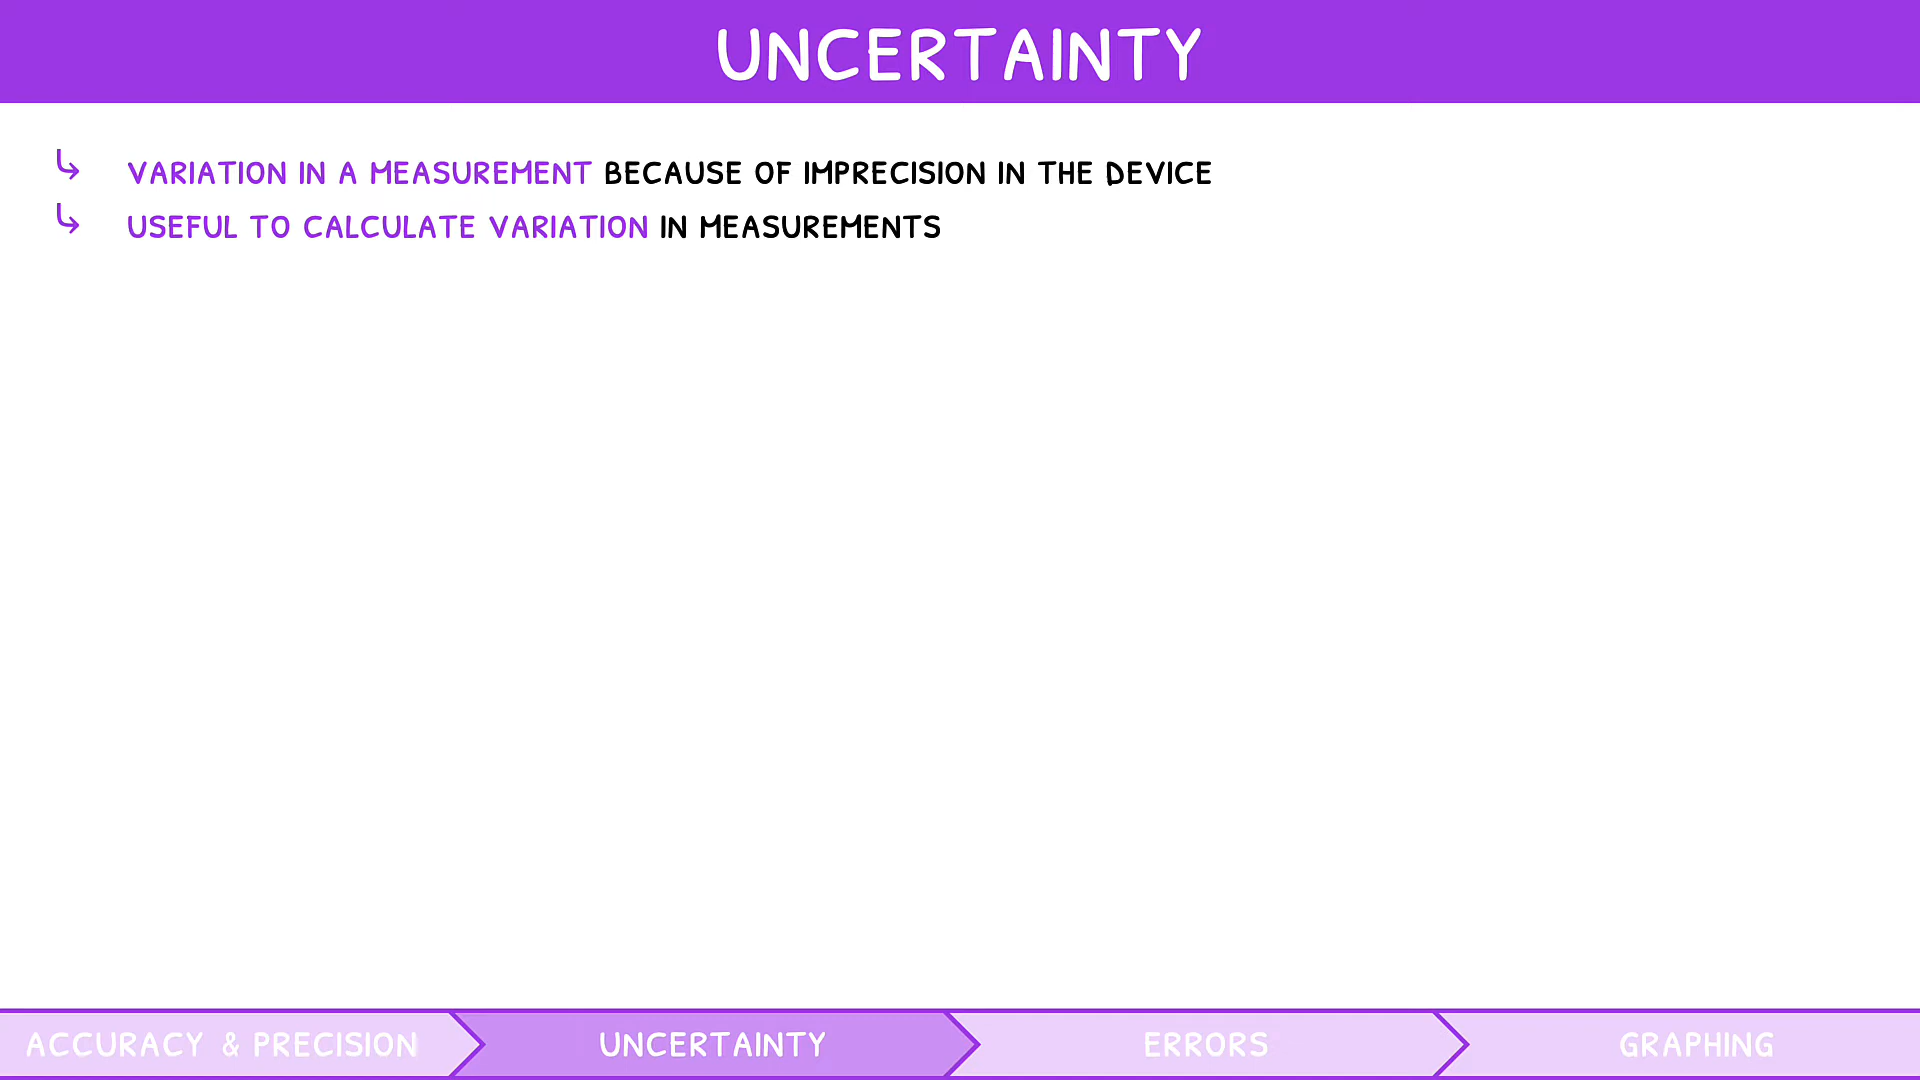 UNCERTAINTY
VARIATION IN A MEASUREMENT BECAUSE OF IMPRECISION IN THE DEVICE
USEFUL TO CALCULATE VARIATION IN MEASUREMENTS
ACCURACY & PRECISION
UNCERTAINTY
ERRORS
GRAPHING